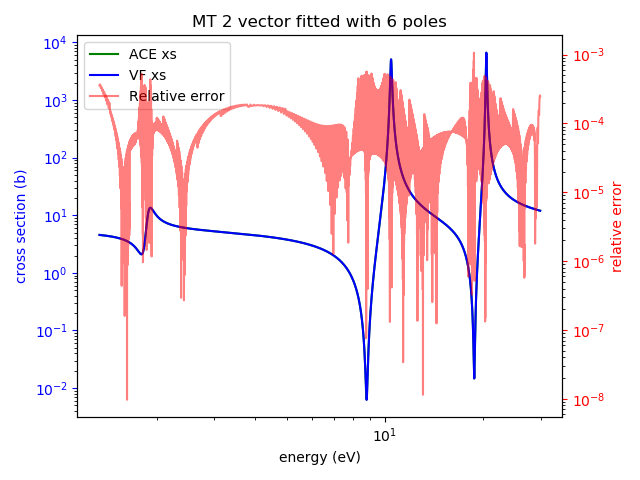 MT 2 vector fitted with 6 poles
ACE xs
VF xs
Relative error
10⁴
10³
10²
10¹
10⁰
10⁻¹
10⁻²
cross section (b)
10⁻³
10⁻⁴
10⁻⁵
10⁻⁶
10⁻⁷
10⁻⁸
relative error
10¹
energy (eV)